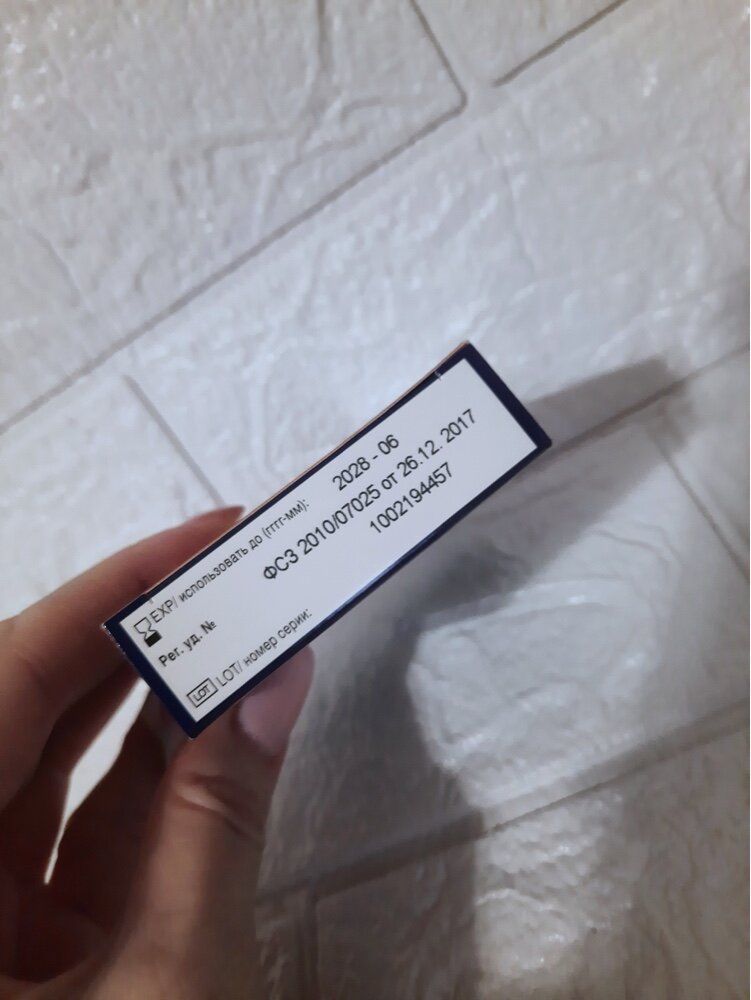 EXP/ использовать до (гггг-мм): 2028 - 06
Рег. уд. № ФСЗ 2010/07025 от 26.12. 2017
LOT LOT/ номер серии: 1002194457